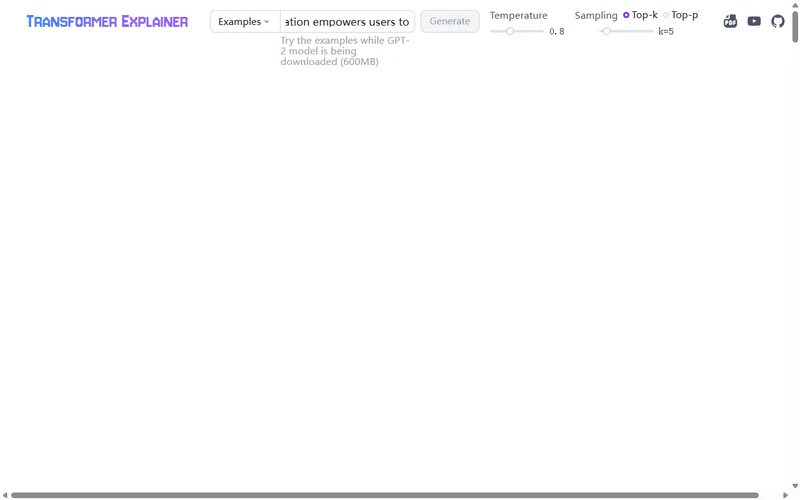 Transformer Explainer
Examples
ation empowers users to
Generate
Try the examples while GPT-
2 model is being
downloaded (600MB)
Temperature
0.8
Sampling Top-k Top-p
k=5
PDF